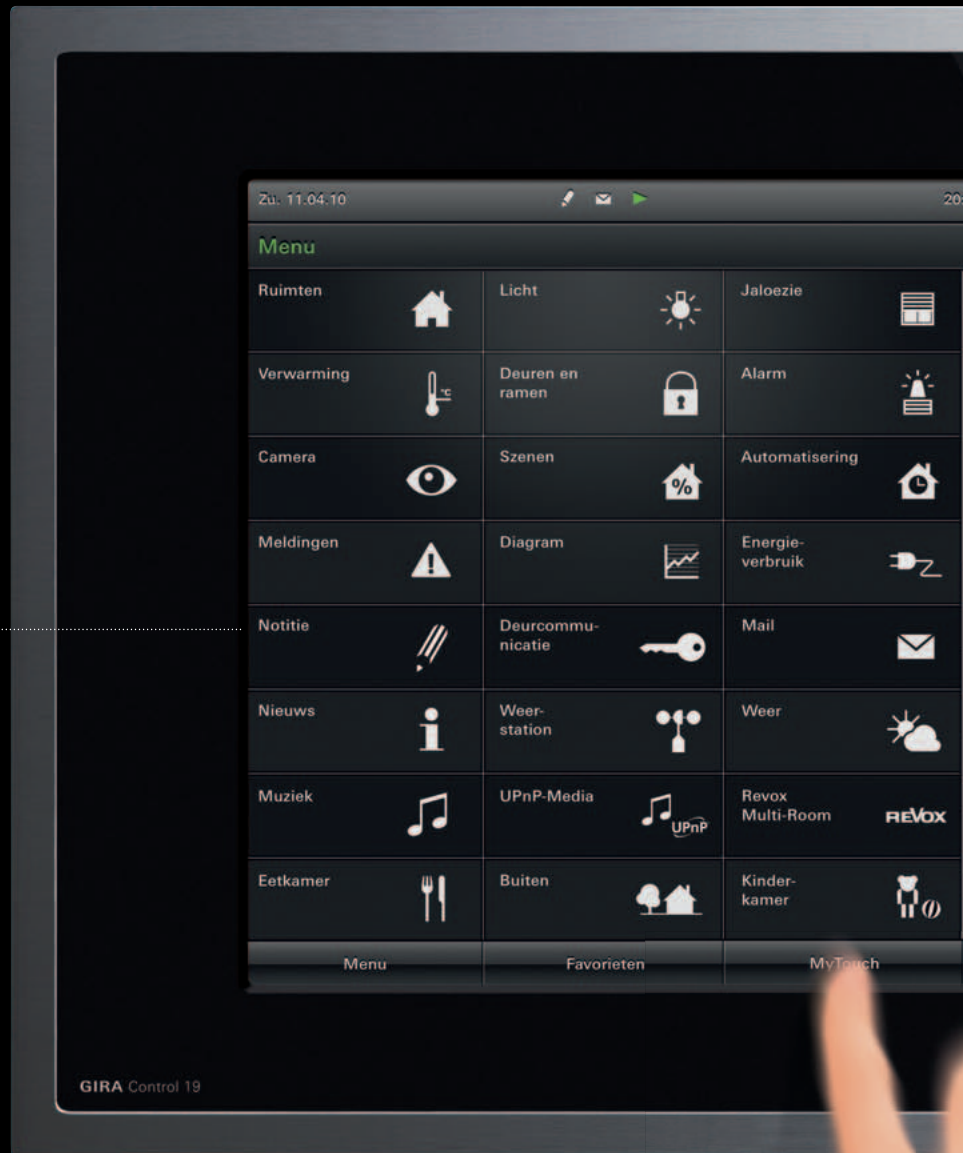 Zu. 11.04.10
20:
Menu
Ruimten
Licht
Jaloezie
Verwarming
°C
Deuren en
ramen
Alarm
Camera
Szenen
%
Automatisering
Meldingen
!
Diagram
Energie-
verbruik
Notitie
Deurcommu-
nicatie
Mail
Nieuws
i
Weer-
station
Weer
Muziek
UPnP-Media
UPnP
Revox
Multi-Room
REVOX
Eetkamer
Buiten
Kinder-
kamer
Menu
Favorieten
MyTouch
GIRA Control 19